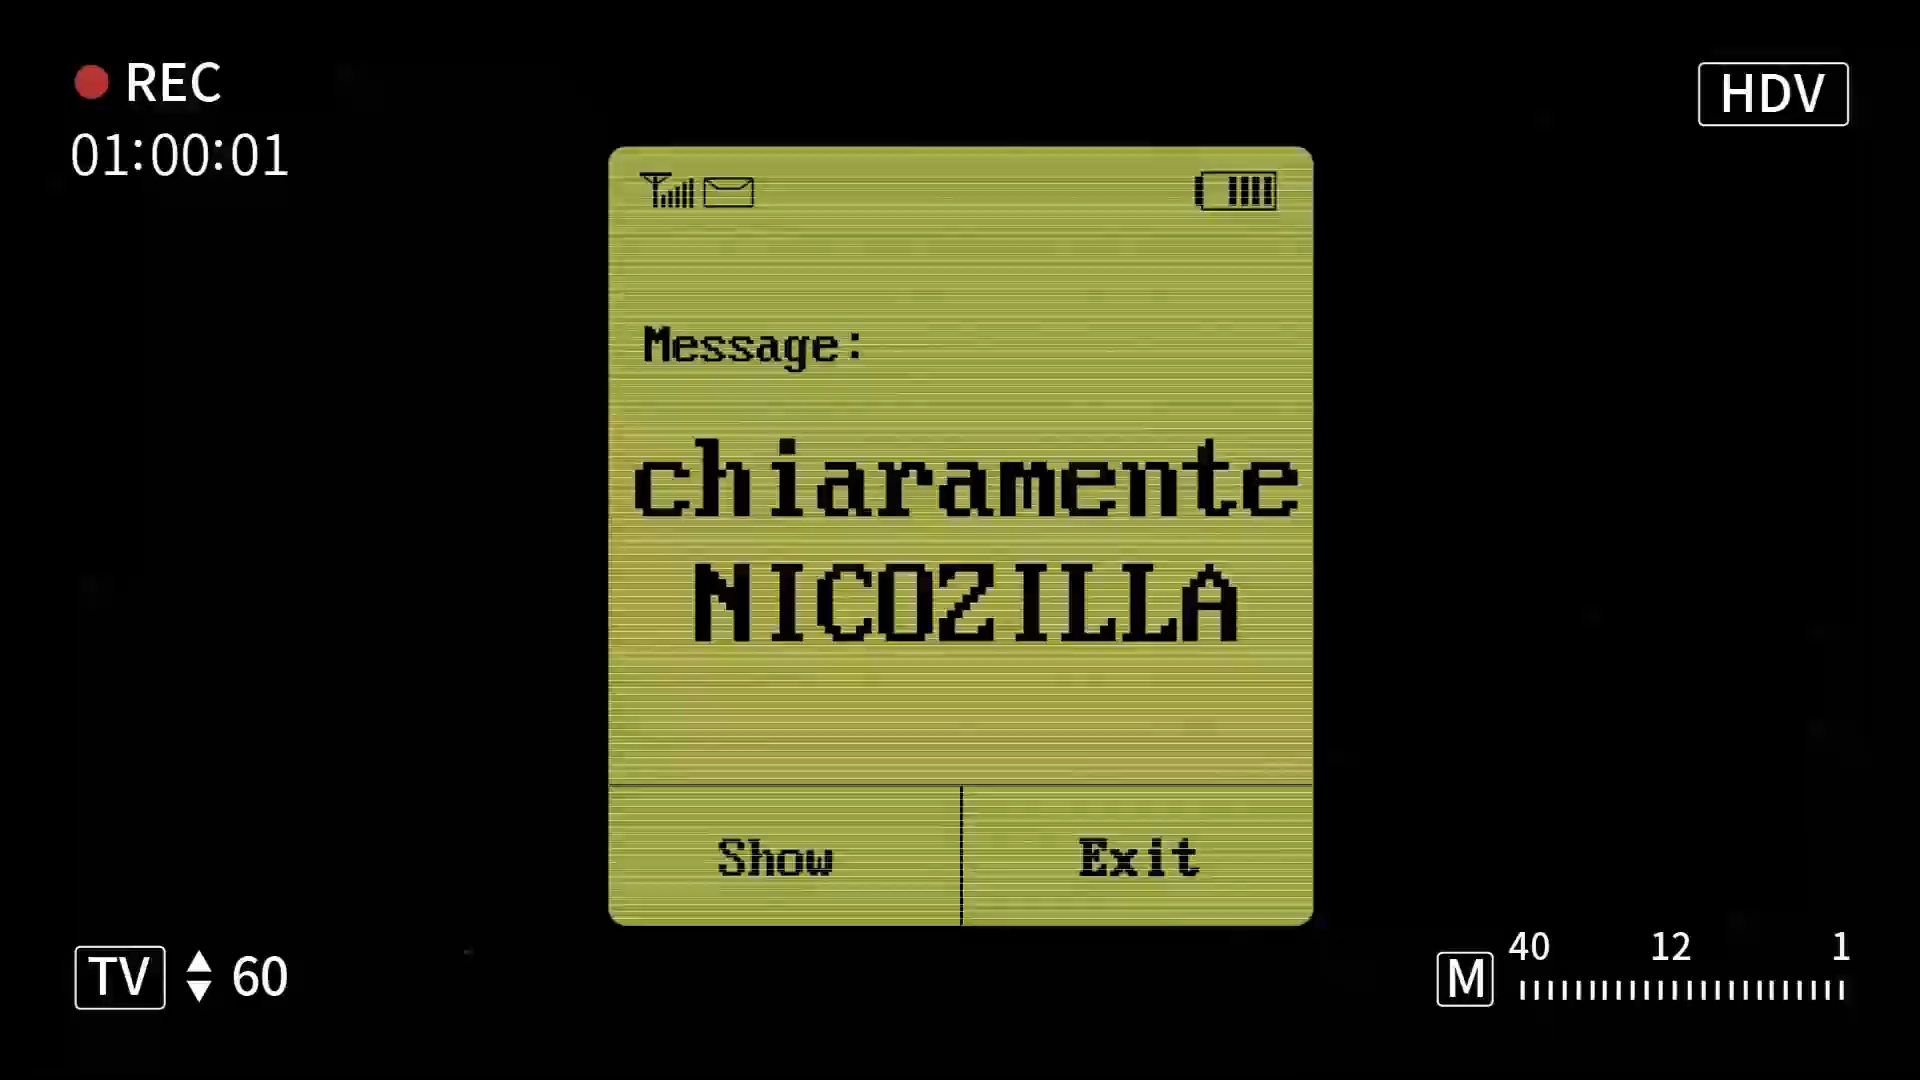 REC
01:00:01
HDV
Message:
chiaramente
NICOZILLA
Show
Exit
TV 60
40 12 1
M